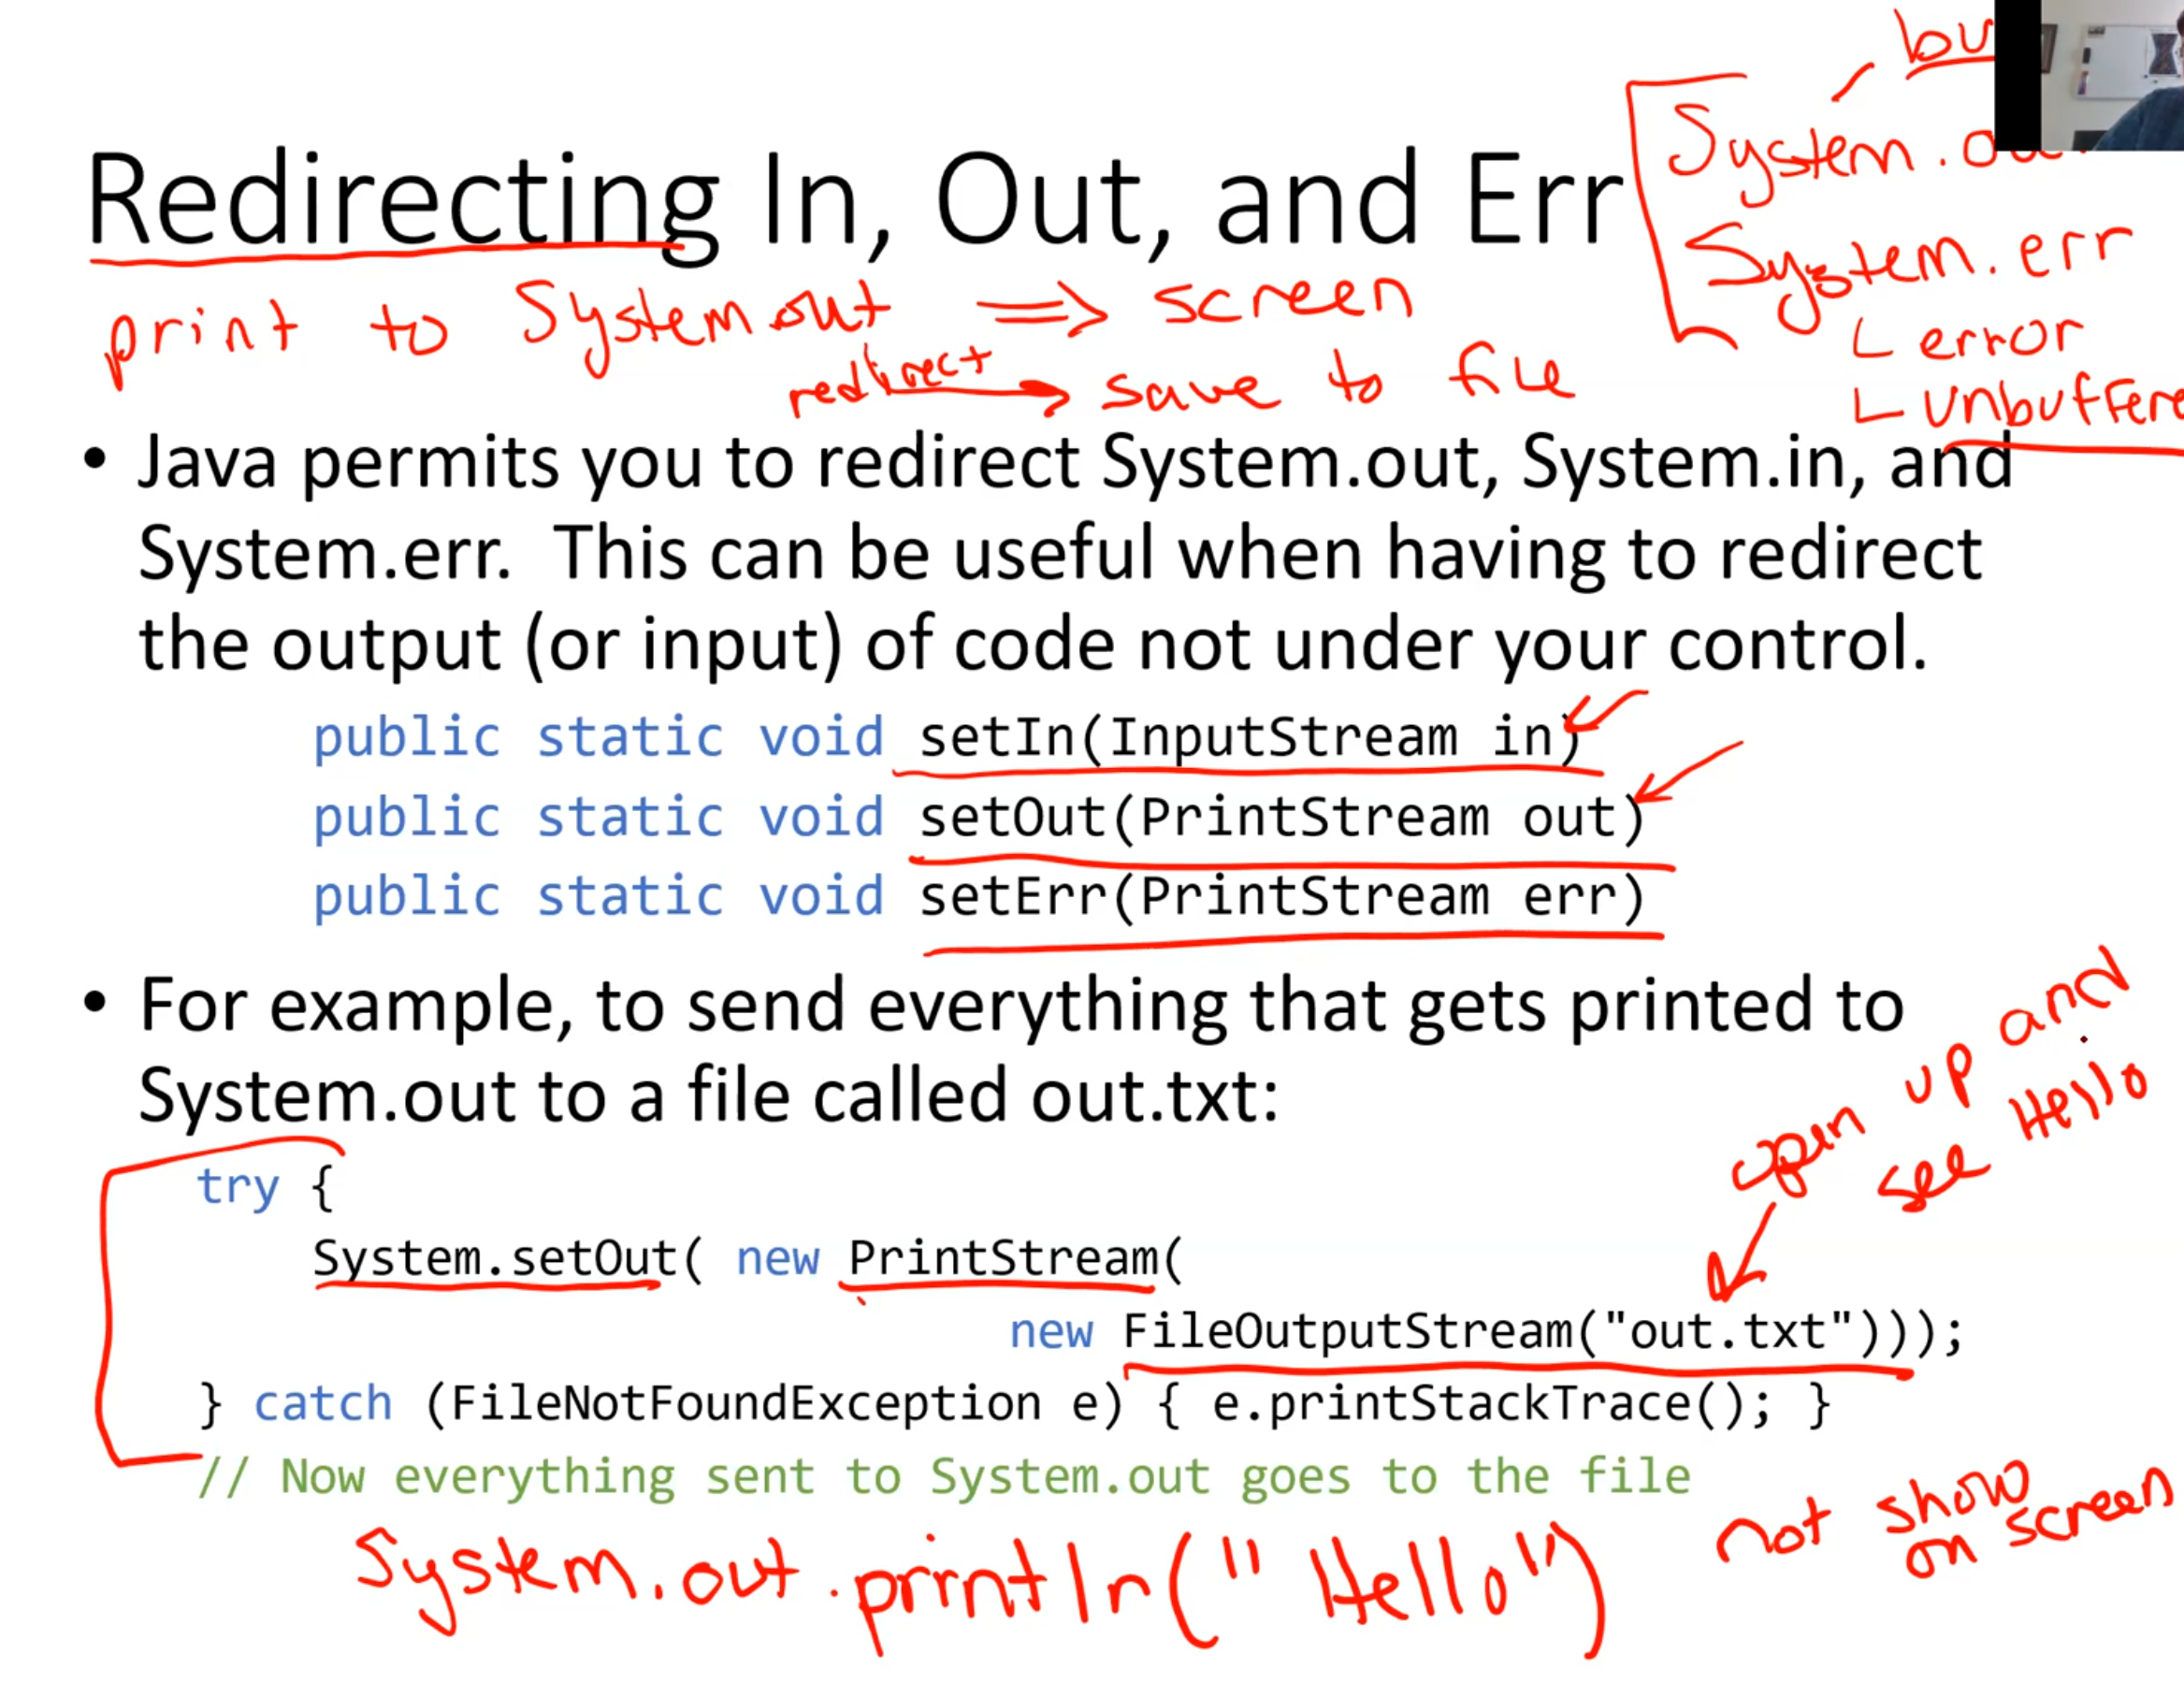 bu
System.ou
Redirecting In, Out, and Err
System.err
print to System out ⟹ screen
└ error
redirect → save to file
└ unbuffere
• Java permits you to redirect System.out, System.in, and
System.err. This can be useful when having to redirect
the output (or input) of code not under your control.
public static void setIn(InputStream in)
public static void setOut(PrintStream out)
public static void setErr(PrintStream err)
• For example, to send everything that gets printed to
System.out to a file called out.txt:
open up and
see Hello
try {
System.setOut( new PrintStream(
new FileOutputStream("out.txt")));
} catch (FileNotFoundException e) { e.printStackTrace(); }
// Now everything sent to System.out goes to the file
not show
on screen
System.out.println("Hello")